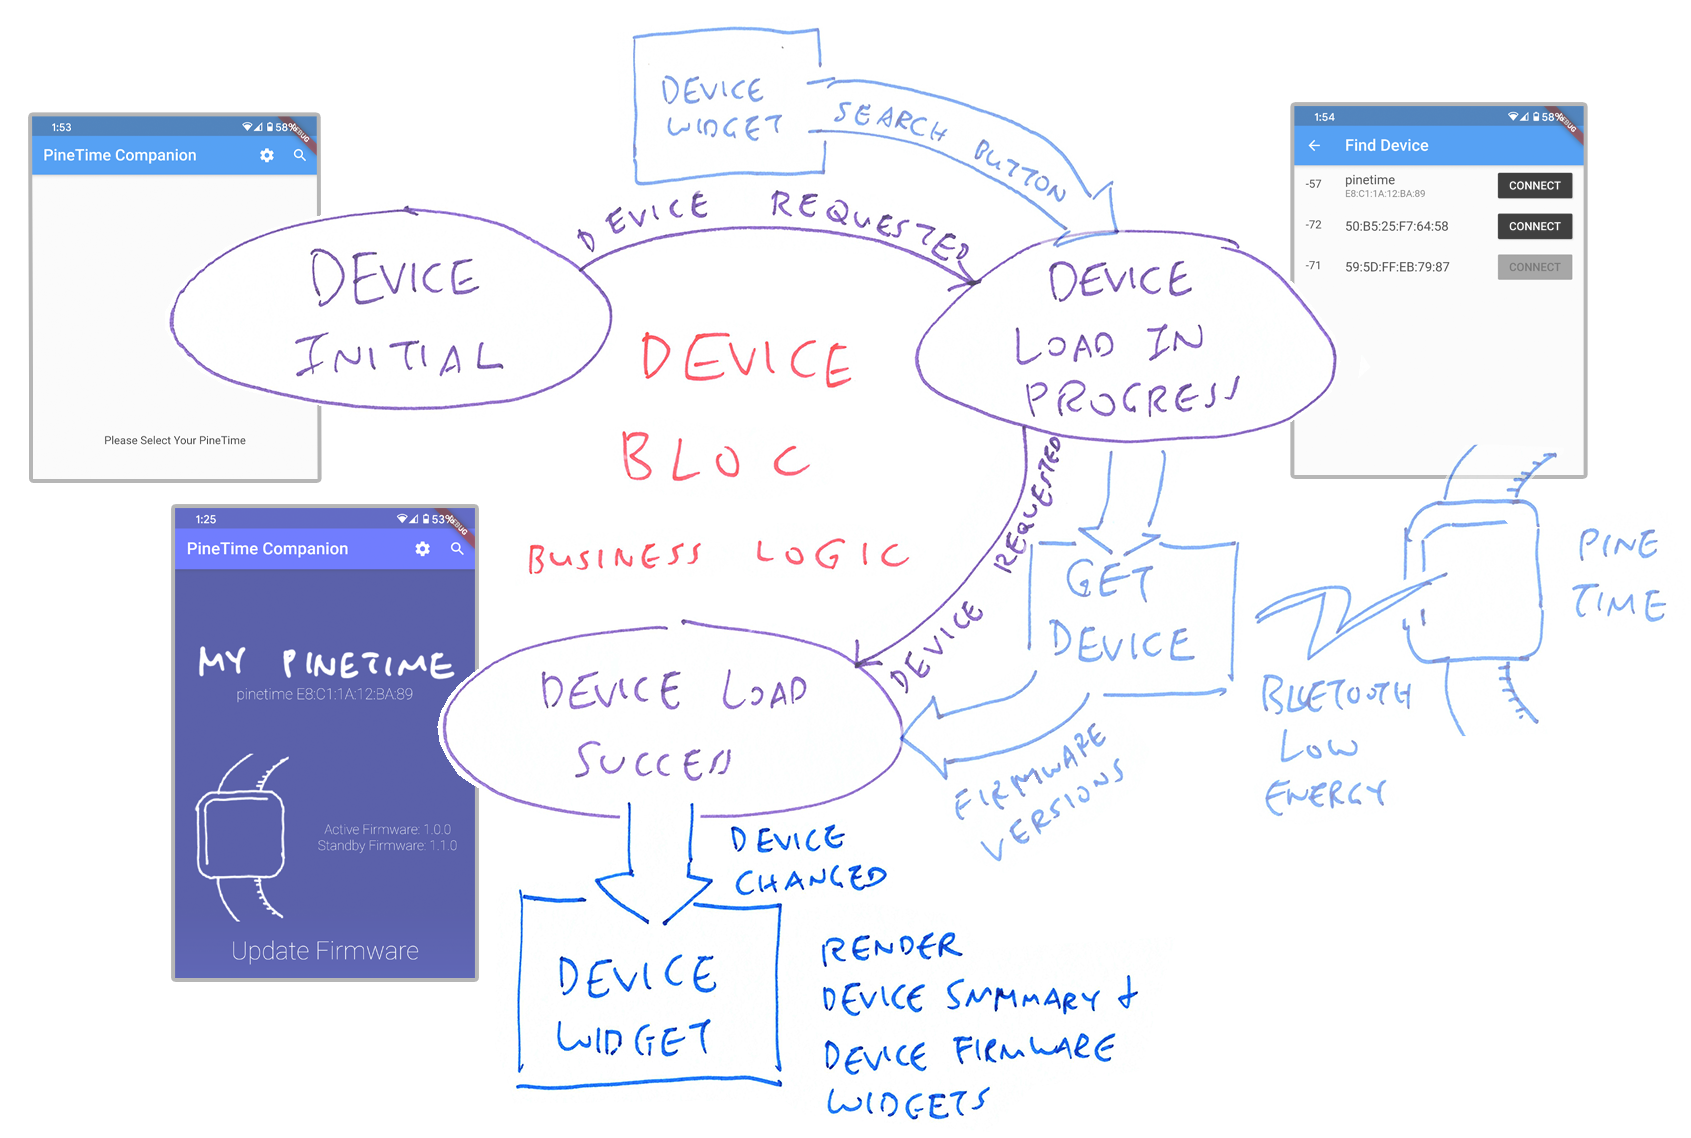 DEVICE
WIDGET
SEARCH BUTTON
1:53
58%
DEBUG
PineTime Companion
Please Select Your PineTime
DEVICE REQUESTED
DEVICE
INITIAL
DEVICE
LOAD IN
PROGRESS
1:54
58%
DEBUG
Find Device
-57
pinetime
E8:C1:1A:12:BA:89
CONNECT
-72
50:B5:25:F7:64:58
CONNECT
-71
59:5D:FF:EB:79:87
CONNECT
DEVICE
BLOC
BUSINESS LOGIC
DEVICE REQUESTED
GET
DEVICE
PINE
TIME
BLUETOOTH
LOW
ENERGY
1:25
53%
DEBUG
PineTime Companion
MY PINETIME
pinetime E8:C1:1A:12:BA:89
Active Firmware: 1.0.0
Standby Firmware: 1.1.0
Update Firmware
DEVICE LOAD
SUCCESS
FIRMWARE
VERSIONS
DEVICE
CHANGED
DEVICE
WIDGET
RENDER
DEVICE SUMMARY +
DEVICE FIRMWARE
WIDGETS